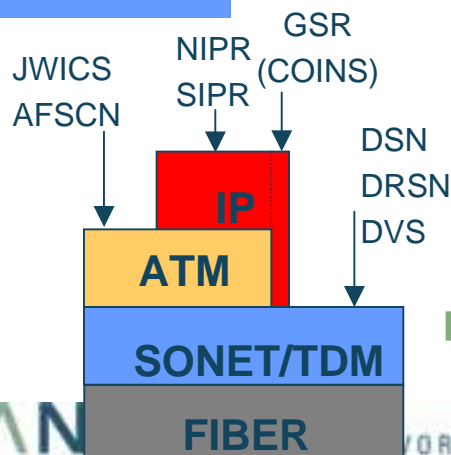 JWICS
AFSCN
NIPR
SIPR
GSR
(COINS)
DSN
DRSN
DVS
IP
ATM
SONET/TDM
FIBER